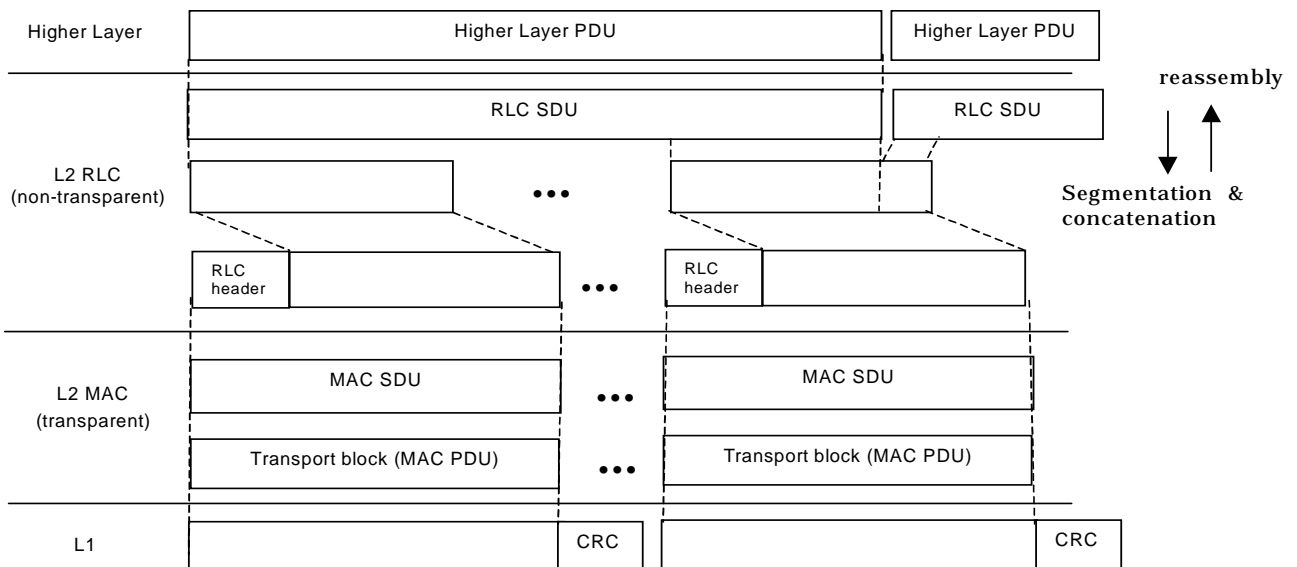 Higher Layer
Higher Layer PDU
Higher Layer PDU
reassembly
RLC SDU
RLC SDU
L2 RLC
(non-transparent)
Segmentation &
concatenation
RLC
header
RLC
header
L2 MAC
(transparent)
MAC SDU
MAC SDU
Transport block (MAC PDU)
Transport block (MAC PDU)
L1
CRC
CRC